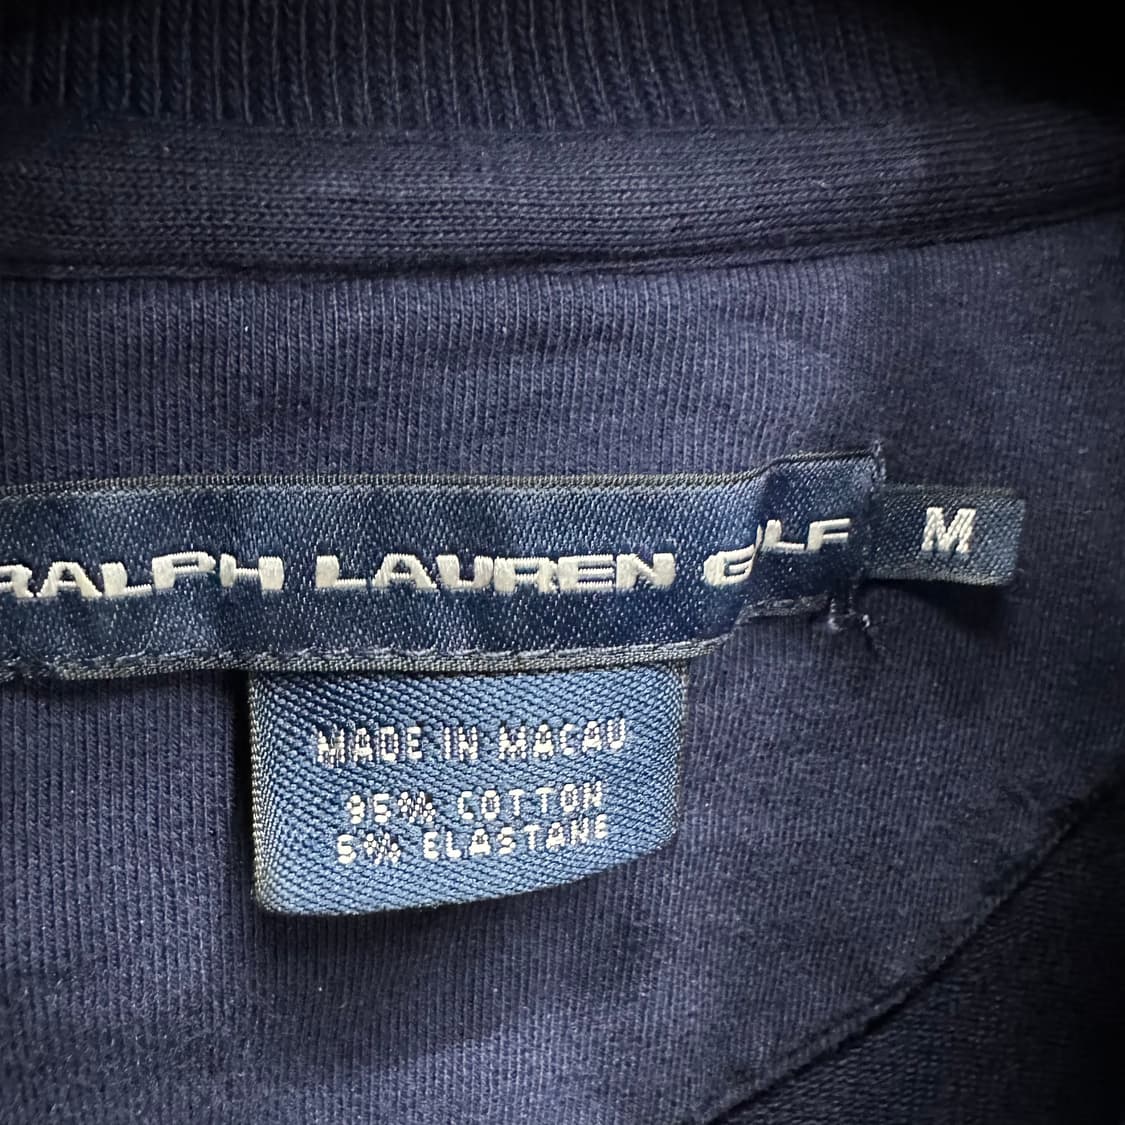 RALPH LAUREN GOLF
M
MADE IN MACAU
95% COTTON
5% ELASTANE